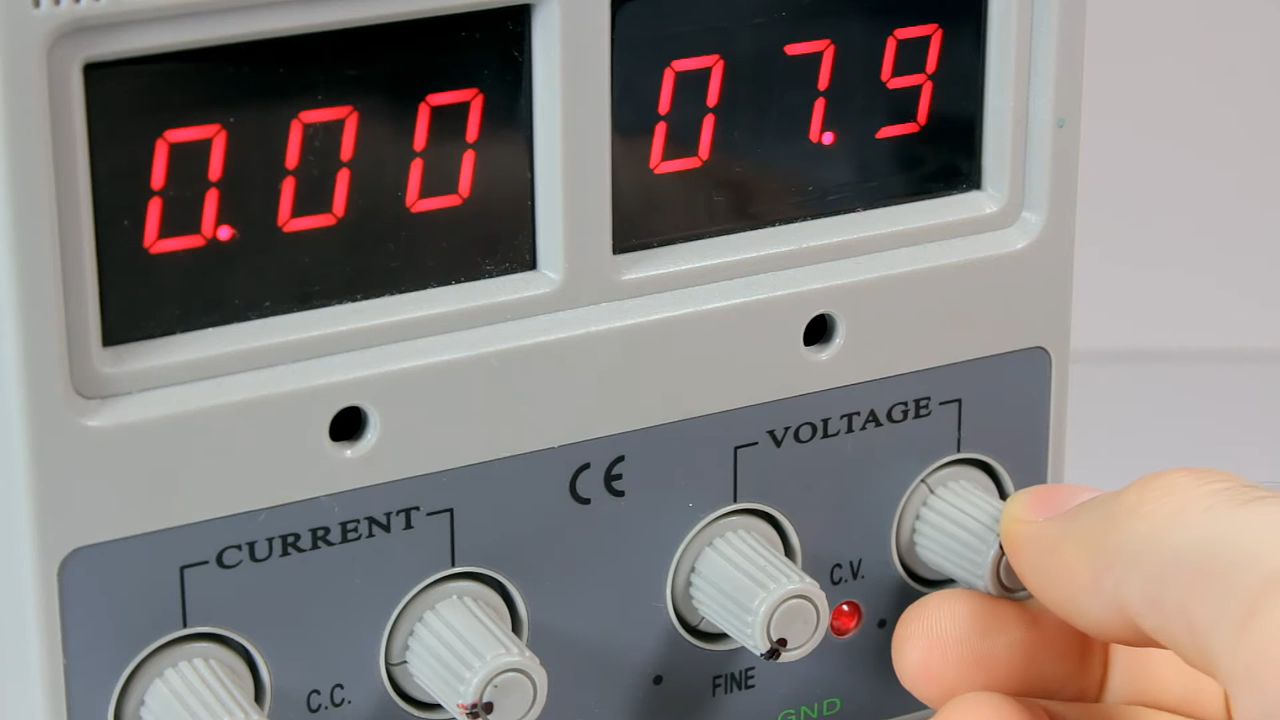 0.00
07.9
VOLTAGE
CE
CURRENT
C.V.
C.C.
FINE
GND